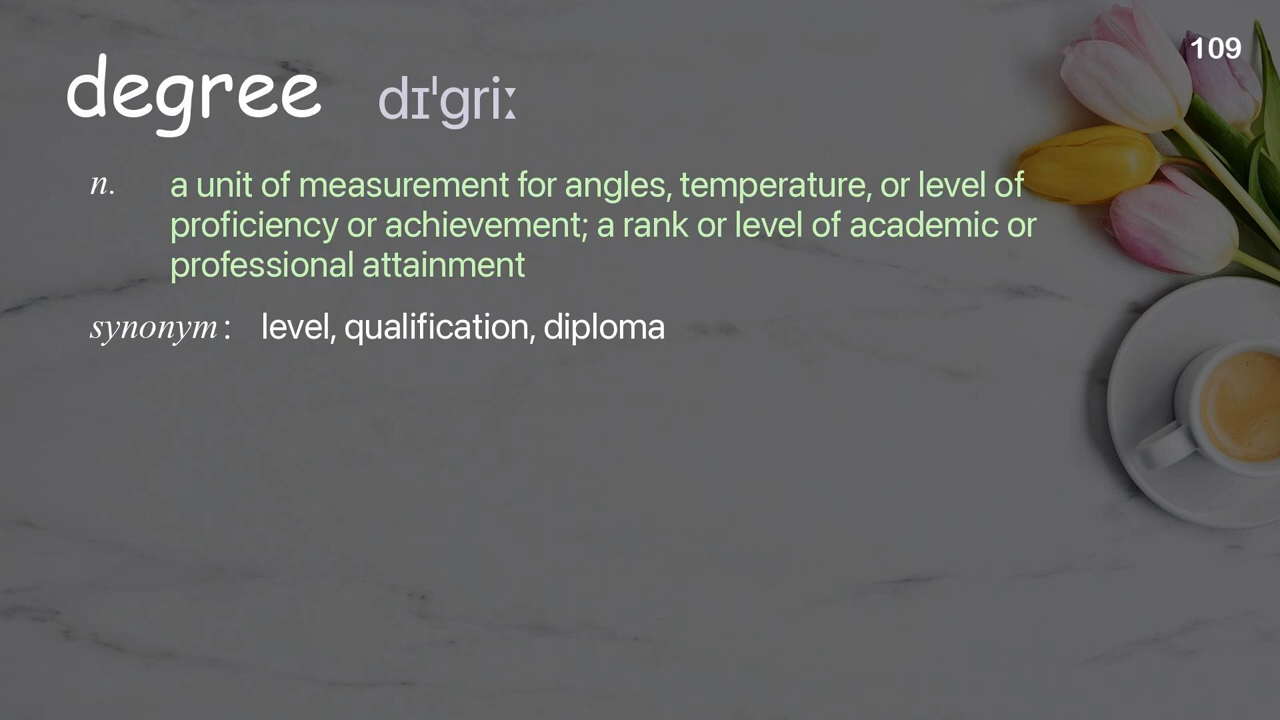 109
degree dɪˈgriː
n. a unit of measurement for angles, temperature, or level of
proficiency or achievement; a rank or level of academic or
professional attainment
synonym: level, qualification, diploma